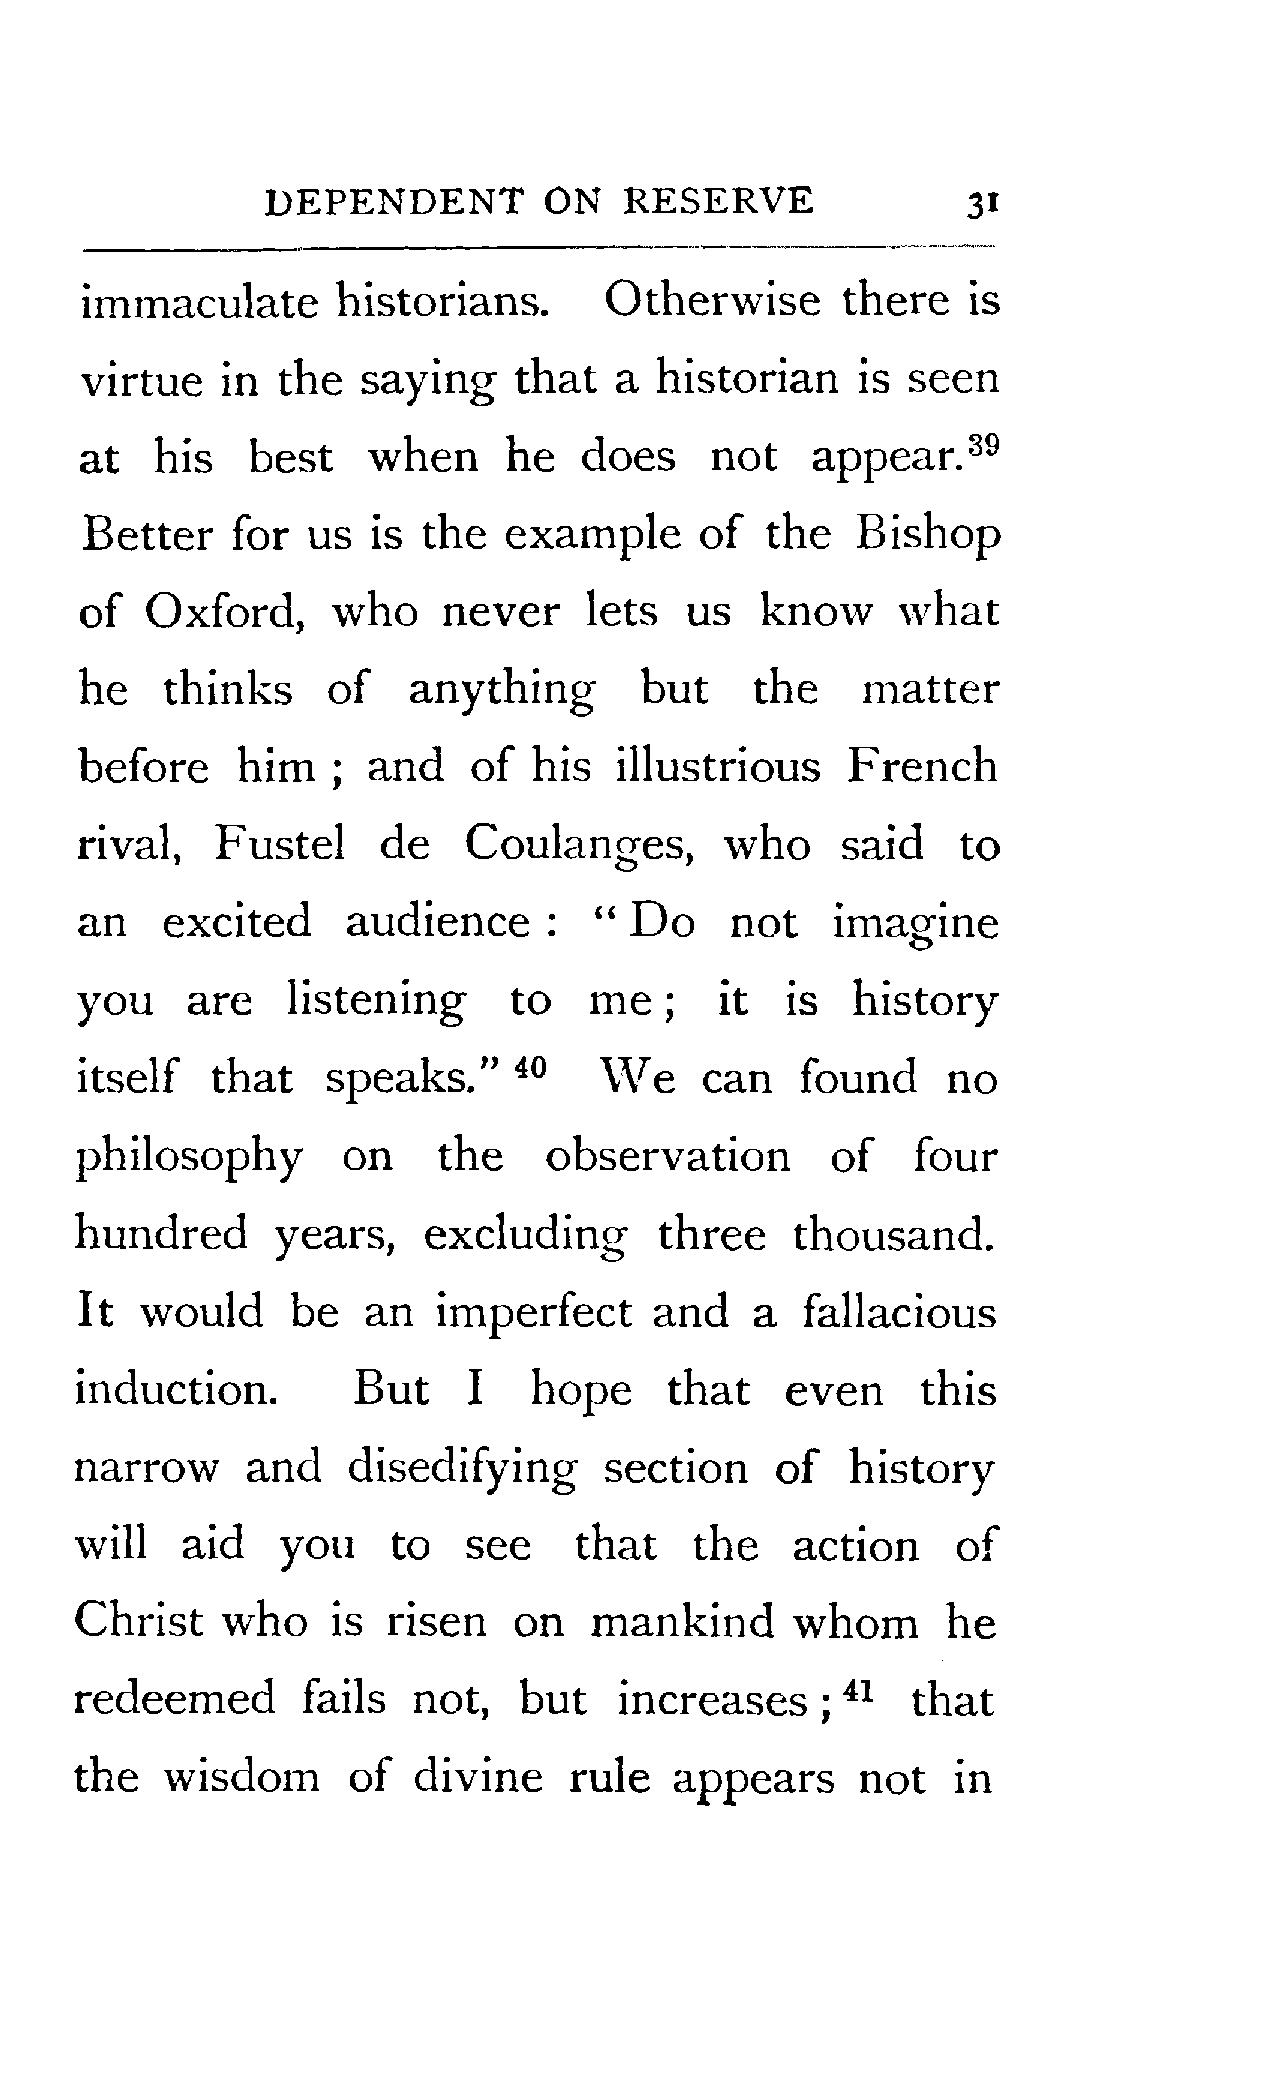 DEPENDENT ON RESERVE 31
immaculate historians. Otherwise there is
virtue in the saying that a historian is seen
at his best when he does not appear.³⁹
Better for us is the example of the Bishop
of Oxford, who never lets us know what
he thinks of anything but the matter
before him ; and of his illustrious French
rival, Fustel de Coulanges, who said to
an excited audience : “ Do not imagine
you are listening to me ; it is history
itself that speaks.” ⁴⁰ We can found no
philosophy on the observation of four
hundred years, excluding three thousand.
It would be an imperfect and a fallacious
induction. But I hope that even this
narrow and disedifying section of history
will aid you to see that the action of
Christ who is risen on mankind whom he
redeemed fails not, but increases ; ⁴¹ that
the wisdom of divine rule appears not in